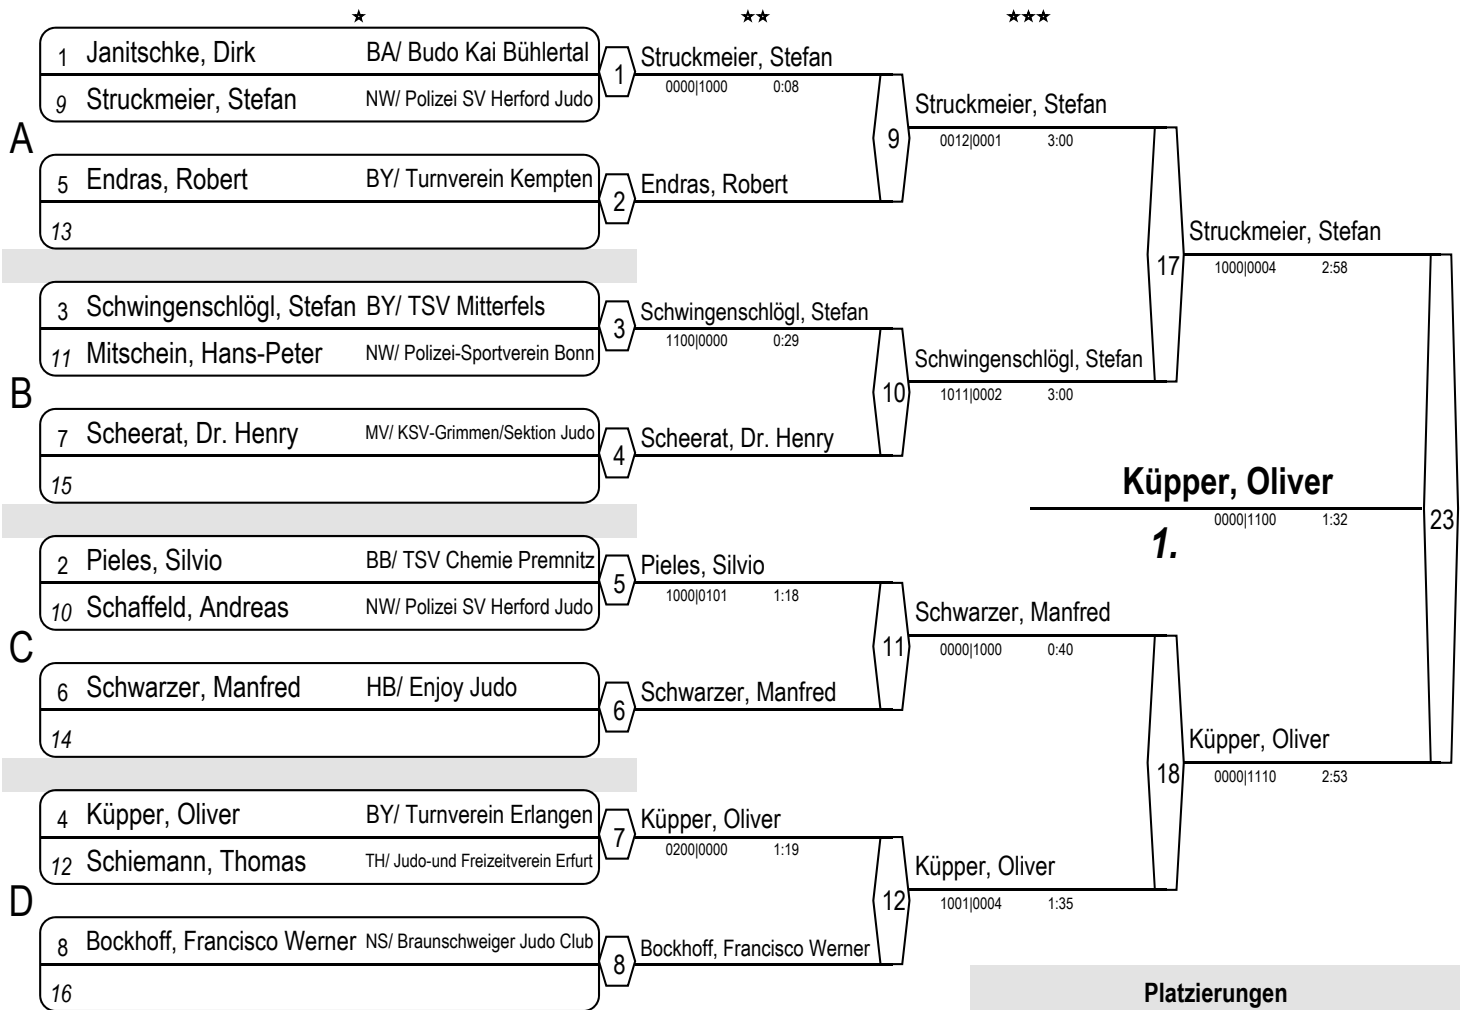 1 Janitschke, Dirk BA/ Budo Kai Bühlertal
9 Struckmeier, Stefan NW/ Polizei SV Herford Judo
1
Struckmeier, Stefan
0000|1000 0:08
A
5 Endras, Robert BY/ Turnverein Kempten
13
2
Endras, Robert
9
Struckmeier, Stefan
0012|0001 3:00
3 Schwingenschlögl, Stefan BY/ TSV Mitterfels
11 Mitschein, Hans-Peter NW/ Polizei-Sportverein Bonn
3
Schwingenschlögl, Stefan
1100|0000 0:29
B
7 Scheerat, Dr. Henry MV/ KSV-Grimmen/Sektion Judo
15
4
Scheerat, Dr. Henry
10
Schwingenschlögl, Stefan
1011|0002 3:00
17
Struckmeier, Stefan
1000|0004 2:58
2 Pieles, Silvio BB/ TSV Chemie Premnitz
10 Schaffeld, Andreas NW/ Polizei SV Herford Judo
5
Pieles, Silvio
1000|0101 1:18
C
6 Schwarzer, Manfred HB/ Enjoy Judo
14
6
Schwarzer, Manfred
11
Schwarzer, Manfred
0000|1000 0:40
4 Küpper, Oliver BY/ Turnverein Erlangen
12 Schiemann, Thomas TH/ Judo-und Freizeitverein Erfurt
7
Küpper, Oliver
0200|0000 1:19
D
8 Bockhoff, Francisco Werner NS/ Braunschweiger Judo Club
16
8
Bockhoff, Francisco Werner
12
Küpper, Oliver
1001|0004 1:35
18
Küpper, Oliver
0000|1110 2:53
23
Küpper, Oliver
0000|1100 1:32
1.
Platzierungen